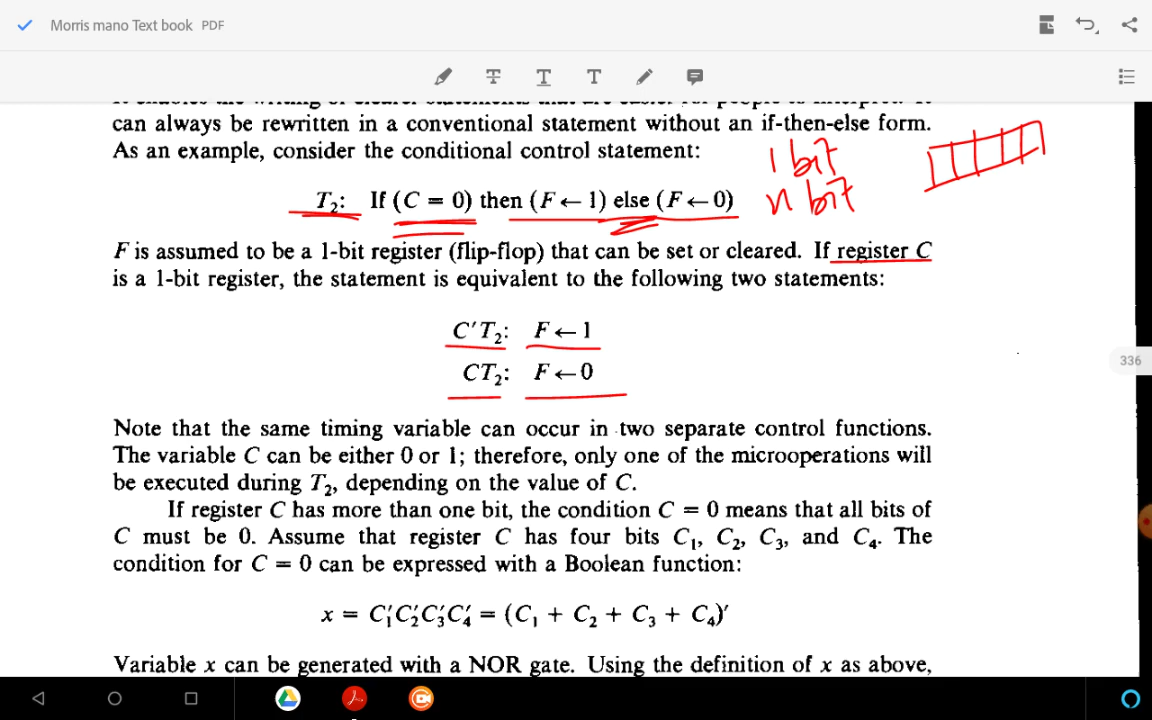 Morris mano Text book PDF
can always be rewritten in a conventional statement without an if-then-else form.
As an example, consider the conditional control statement:
1 bit
T₂: If (C = 0) then (F ← 1) else (F ← 0)
n bit
F is assumed to be a 1-bit register (flip-flop) that can be set or cleared. If register C
is a 1-bit register, the statement is equivalent to the following two statements:
C′T₂: F ← 1
336
CT₂: F ← 0
Note that the same timing variable can occur in two separate control functions.
The variable C can be either 0 or 1; therefore, only one of the microoperations will
be executed during T₂, depending on the value of C.
If register C has more than one bit, the condition C = 0 means that all bits of
C must be 0. Assume that register C has four bits C₁, C₂, C₃, and C₄. The
condition for C = 0 can be expressed with a Boolean function:
x = C₁′C₂′C₃′C₄′ = (C₁ + C₂ + C₃ + C₄)′
Variable x can be generated with a NOR gate. Using the definition of x as above,